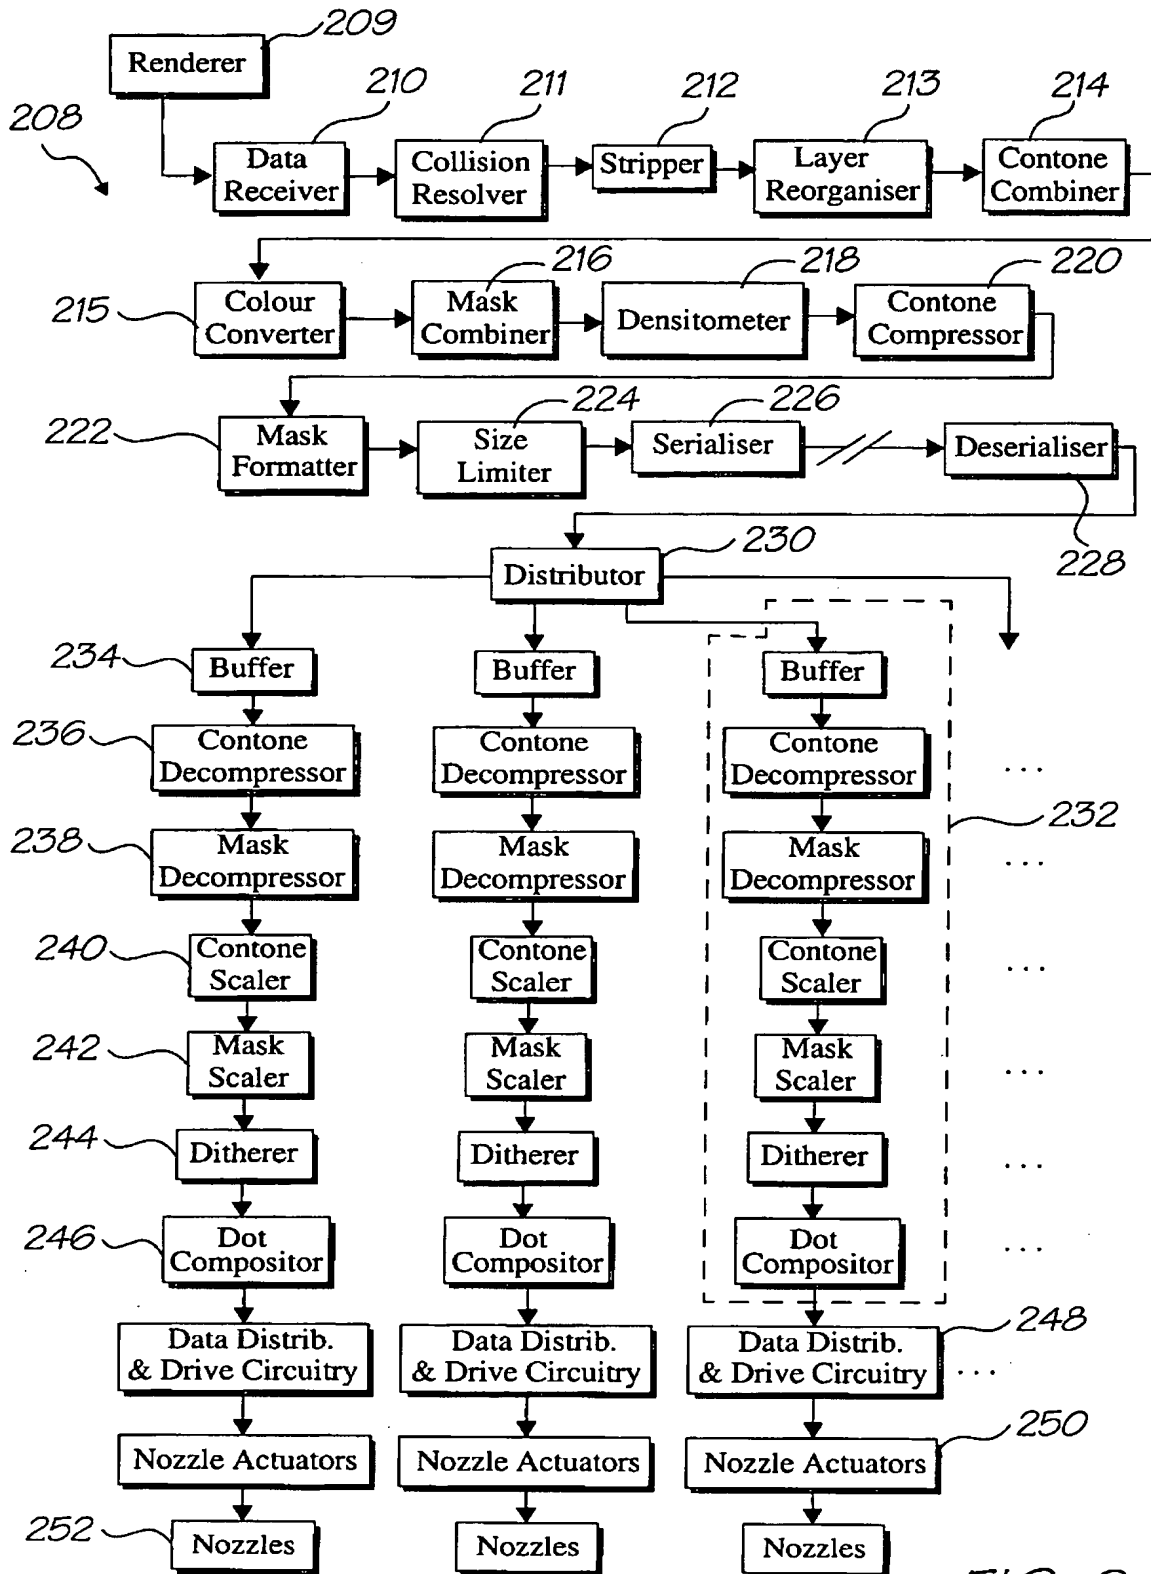 209
Renderer
208
210
211
212
213
214
Data
Receiver
Collision
Resolver
Stripper
Layer
Reorganiser
Contone
Combiner
215
216
218
220
Colour
Converter
Mask
Combiner
Densitometer
Contone
Compressor
222
224
226
Mask
Formatter
Size
Limiter
Serialiser
Deserialiser
228
230
Distributor
234
Buffer
Buffer
Buffer
236
Contone
Decompressor
Contone
Decompressor
Contone
Decompressor
...
232
238
Mask
Decompressor
Mask
Decompressor
Mask
Decompressor
...
240
Contone
Scaler
Contone
Scaler
Contone
Scaler
...
242
Mask
Scaler
Mask
Scaler
Mask
Scaler
...
244
Ditherer
Ditherer
Ditherer
...
246
Dot
Compositor
Dot
Compositor
Dot
Compositor
...
Data Distrib.
& Drive Circuitry
Data Distrib.
& Drive Circuitry
Data Distrib.
& Drive Circuitry
248
...
Nozzle Actuators
Nozzle Actuators
Nozzle Actuators
250
252
Nozzles
Nozzles
Nozzles